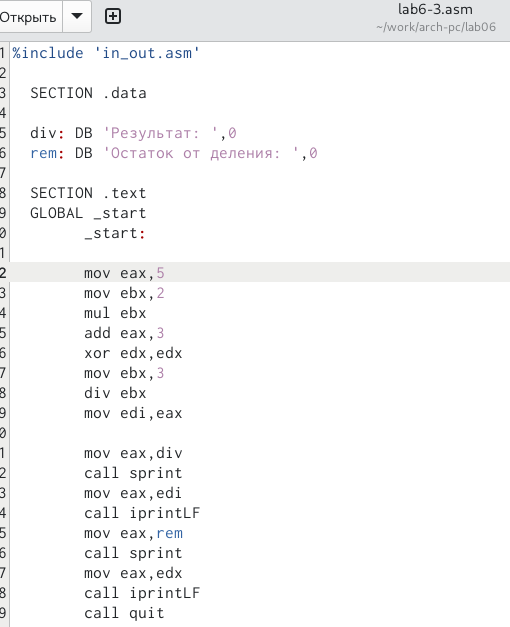 Открыть
lab6-3.asm
~/work/arch-pc/lab06
1 %include 'in_out.asm'
2
3 SECTION .data
4
5 div: DB 'Результат: ',0
6 rem: DB 'Остаток от деления: ',0
7
8 SECTION .text
9 GLOBAL _start
0 _start:
1
2 mov eax,5
3 mov ebx,2
4 mul ebx
5 add eax,3
6 xor edx,edx
7 mov ebx,3
8 div ebx
9 mov edi,eax
0
1 mov eax,div
2 call sprint
3 mov eax,edi
4 call iprintLF
5 mov eax,rem
6 call sprint
7 mov eax,edx
8 call iprintLF
9 call quit